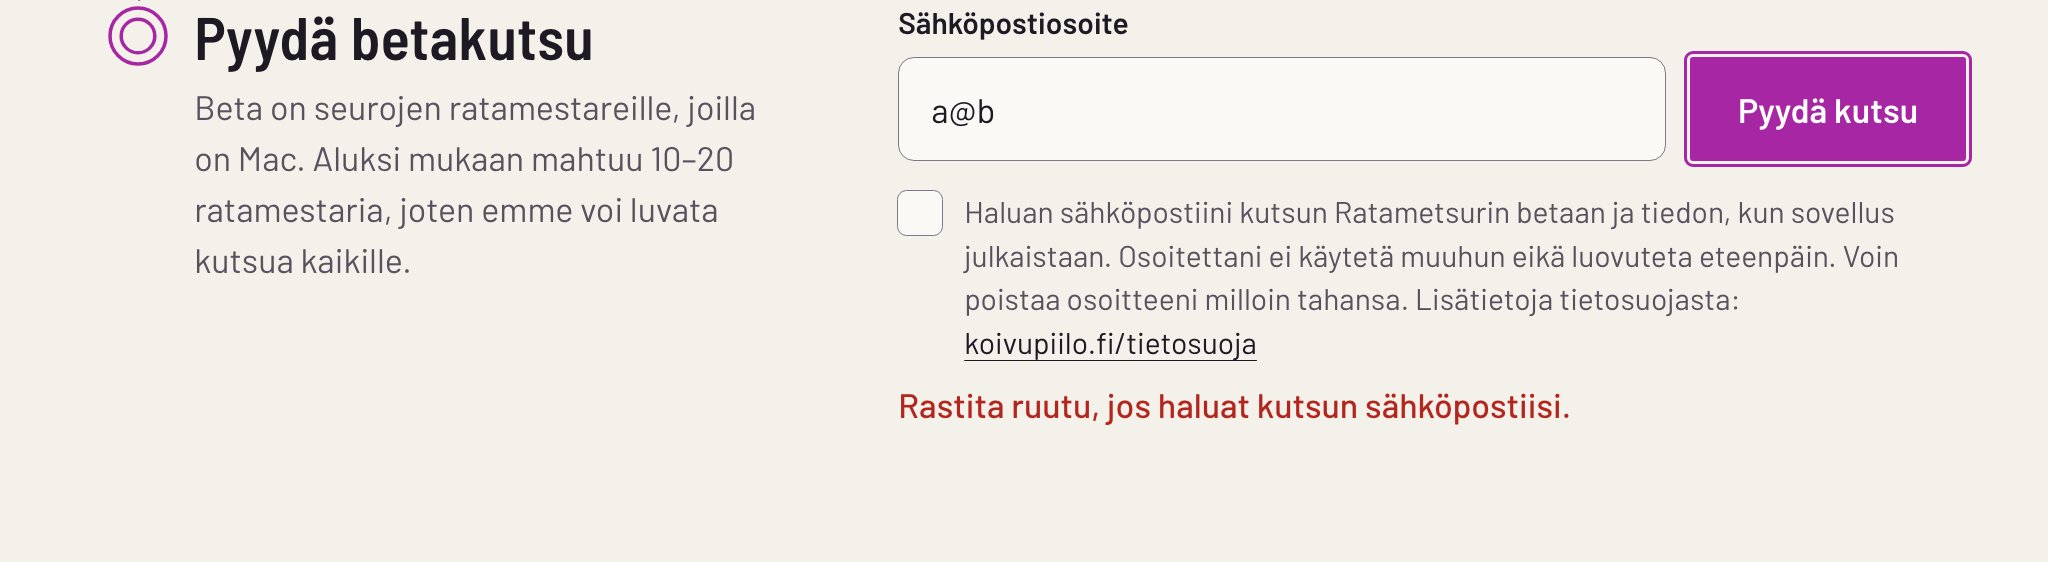 Pyydä betakutsu
Beta on seurojen ratamestareille, joilla
on Mac. Aluksi mukaan mahtuu 10–20
ratamestaria, joten emme voi luvata
kutsua kaikille.
Sähköpostiosoite
a@b
Pyydä kutsu
Haluan sähköpostiini kutsun Ratametsurin betaan ja tiedon, kun sovellus
julkaistaan. Osoitettani ei käytetä muuhun eikä luovuteta eteenpäin. Voin
poistaa osoitteeni milloin tahansa. Lisätietoja tietosuojasta:
koivupiilo.fi/tietosuoja
Rastita ruutu, jos haluat kutsun sähköpostiisi.